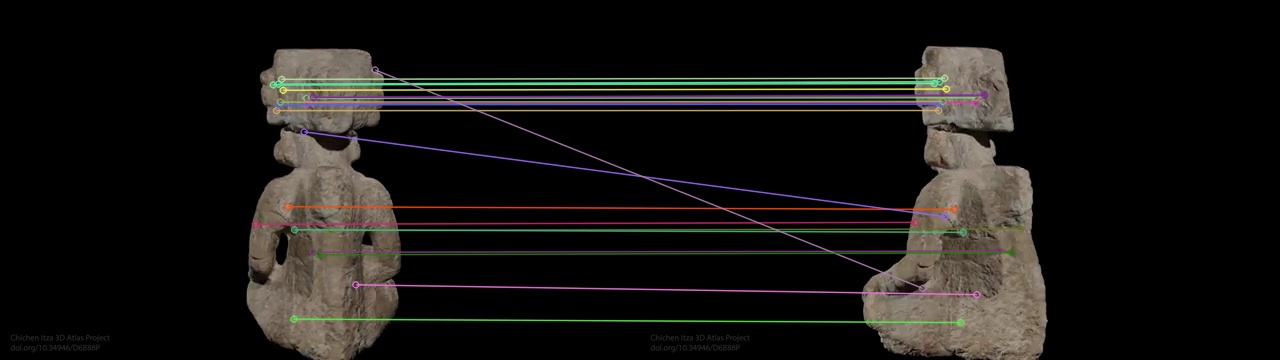 Chichen Itza 3D Atlas Project
doi.org/10.34946/D6B88P
Chichen Itza 3D Atlas Project
doi.org/10.34946/D6B88P